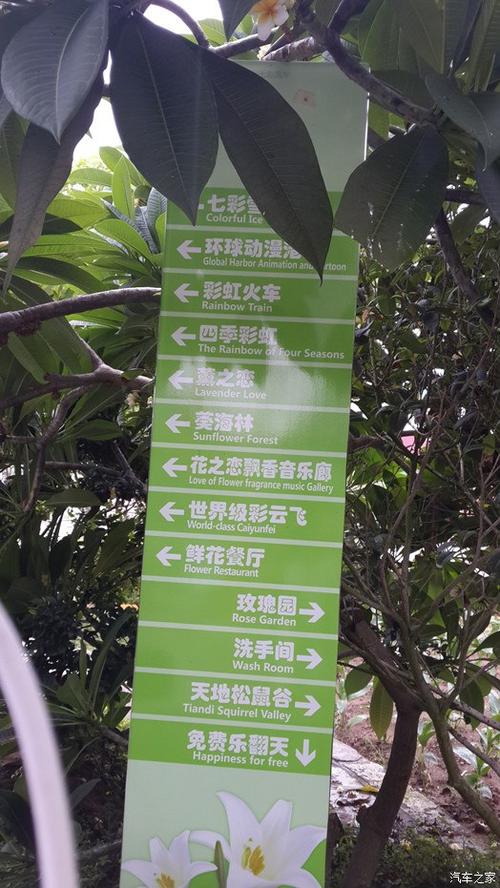 七彩
Colorful Ice
环球动漫港
Global Harbor Animation and Cartoon
彩虹火车
Rainbow Train
四季彩虹
The Rainbow of Four Seasons
薰之恋
Lavender Love
葵海林
Sunflower Forest
花之恋飘香音乐廊
Love of Flower fragrance music Gallery
世界级彩云飞
World-class Caiyunfei
鲜花餐厅
Flower Restaurant
玫瑰园
Rose Garden
洗手间
Wash Room
天地松鼠谷
Tiandi Squirrel Valley
免费乐翻天
Happiness for free
汽车之家